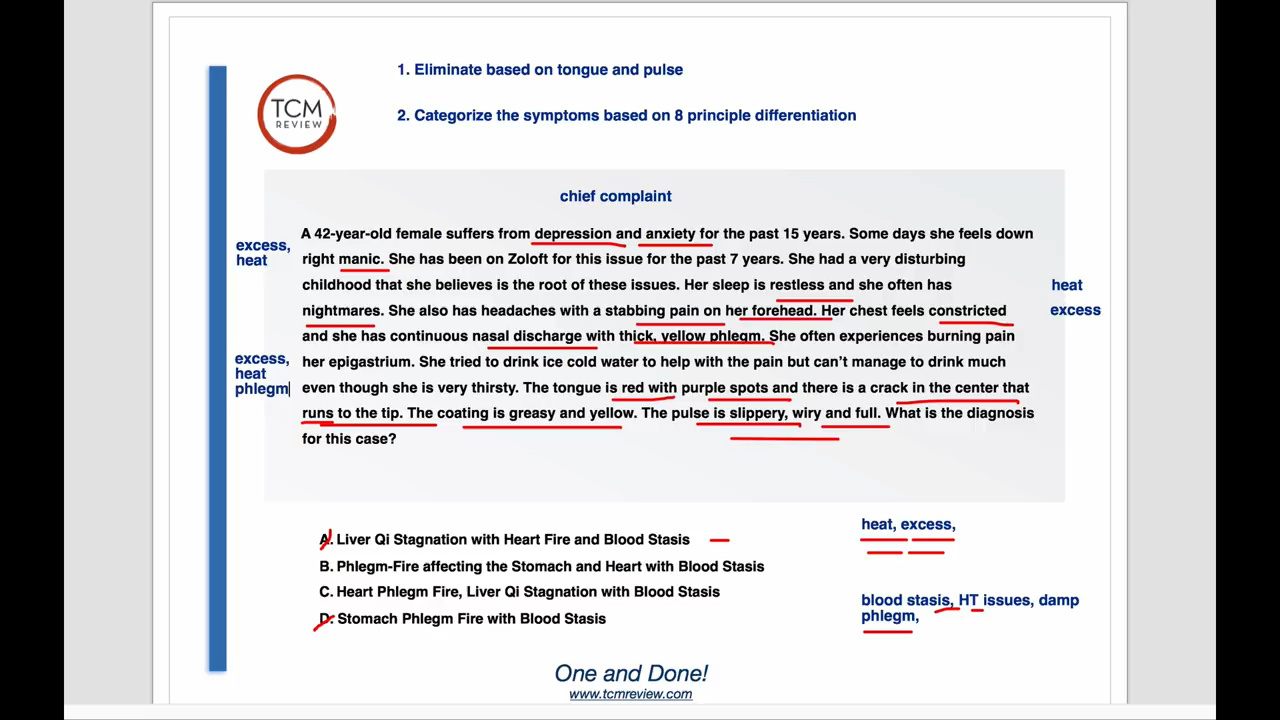 1. Eliminate based on tongue and pulse
TCM
REVIEW
2. Categorize the symptoms based on 8 principle differentiation
chief complaint
excess,
heat
A 42-year-old female suffers from depression and anxiety for the past 15 years. Some days she feels down
right manic. She has been on Zoloft for this issue for the past 7 years. She had a very disturbing
childhood that she believes is the root of these issues. Her sleep is restless and she often has
nightmares. She also has headaches with a stabbing pain on her forehead. Her chest feels constricted
and she has continuous nasal discharge with thick, yellow phlegm. She often experiences burning pain
her epigastrium. She tried to drink ice cold water to help with the pain but can't manage to drink much
even though she is very thirsty. The tongue is red with purple spots and there is a crack in the center that
runs to the tip. The coating is greasy and yellow. The pulse is slippery, wiry and full. What is the diagnosis
for this case?
heat
excess
excess,
heat
phlegm
A. Liver Qi Stagnation with Heart Fire and Blood Stasis
B. Phlegm-Fire affecting the Stomach and Heart with Blood Stasis
C. Heart Phlegm Fire, Liver Qi Stagnation with Blood Stasis
D. Stomach Phlegm Fire with Blood Stasis
heat, excess,
blood stasis, HT issues, damp
phlegm,
One and Done!
www.tcmreview.com